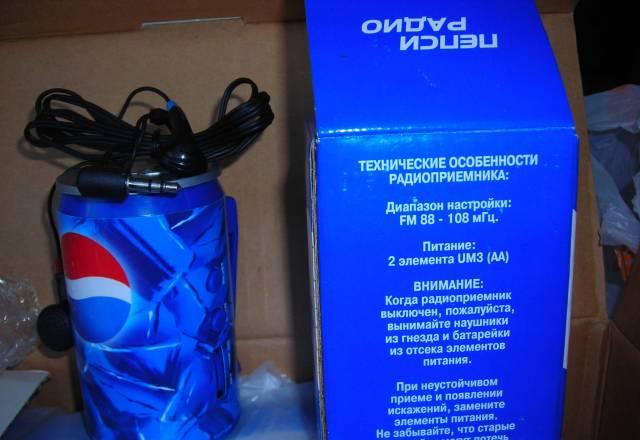 ПЕПСИ
РАДИО
ТЕХНИЧЕСКИЕ ОСОБЕННОСТИ
РАДИОПРИЕМНИКА:
Диапазон настройки:
FM 88 - 108 мГц.
Питание:
2 элемента UM3 (AA)
ВНИМАНИЕ:
Когда радиоприемник
выключен, пожалуйста,
вынимайте наушники
из гнезда и батарейки
из отсека элементов
питания.
При неустойчивом
приеме и появлении
искажений, замените
элементы питания.
Не забывайте, что старые
потечь